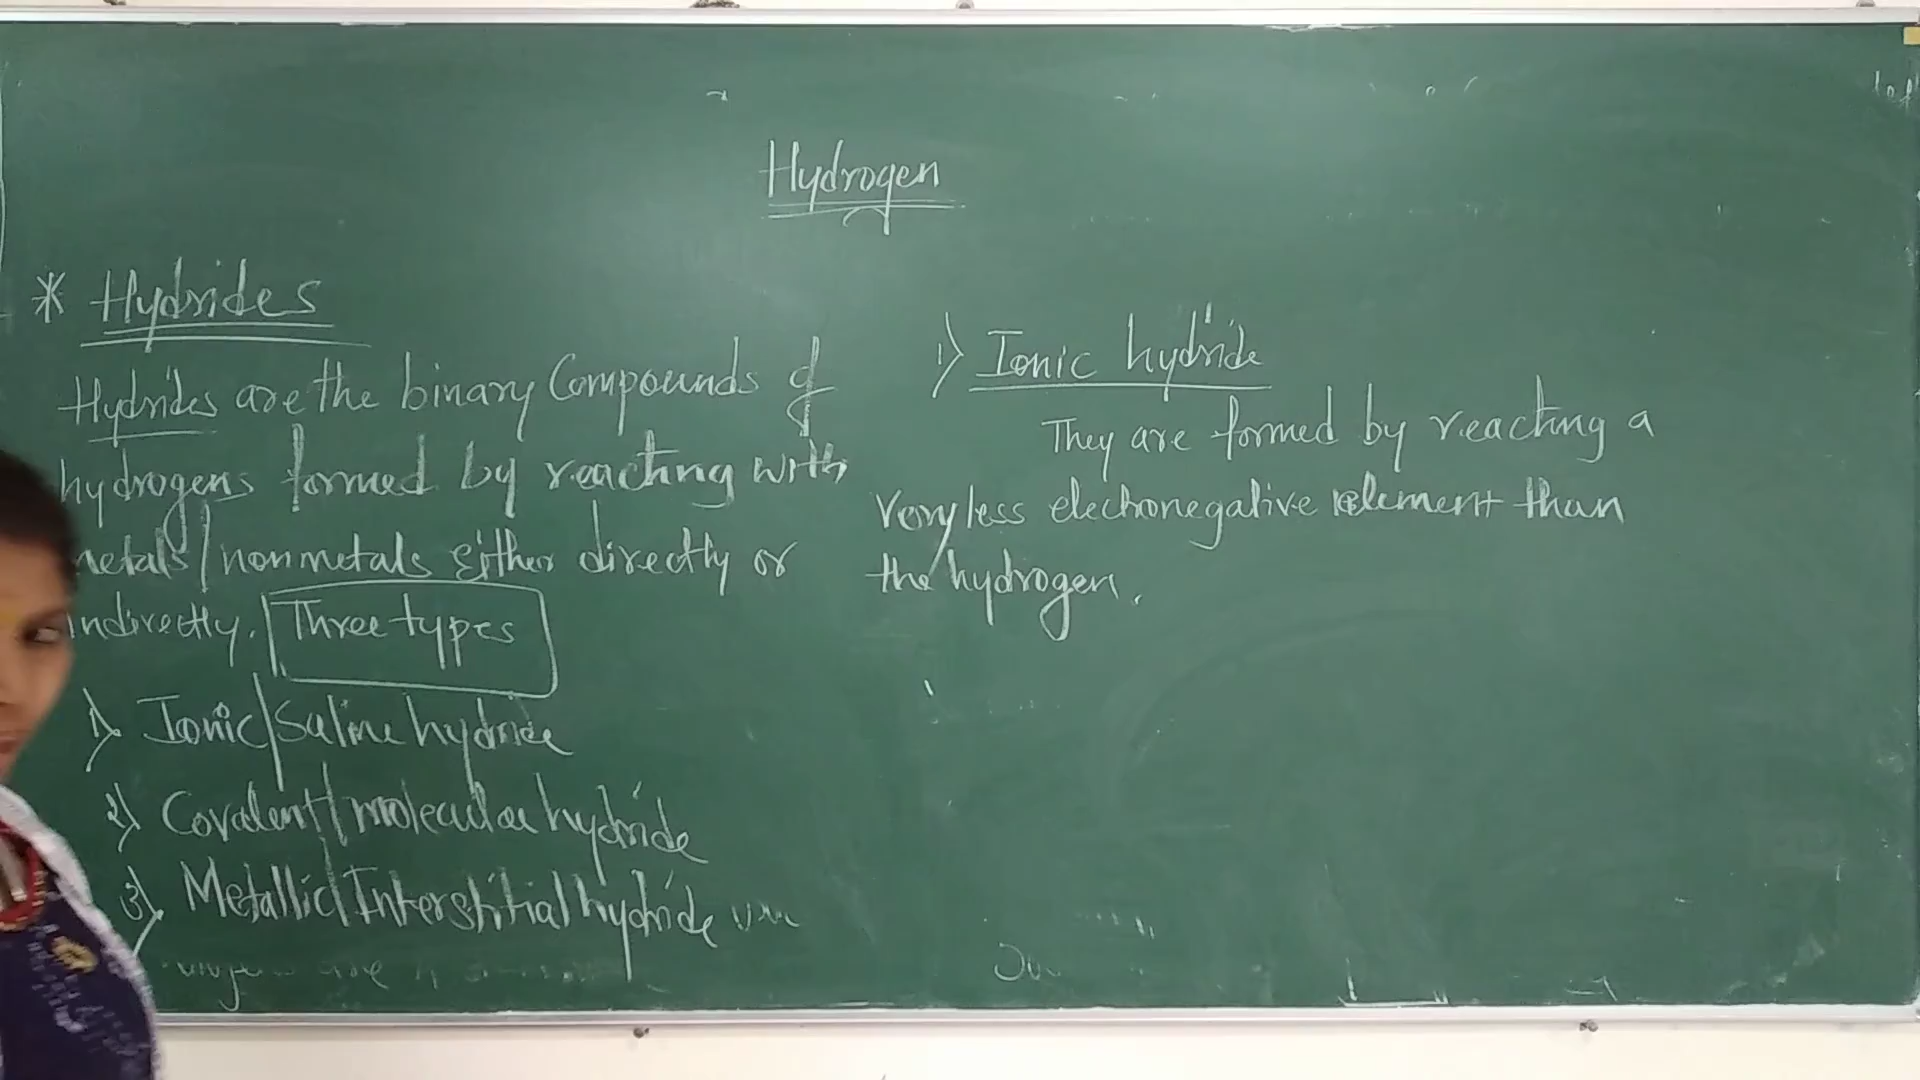 Hydrogen
* Hydrides
Hydrides are the binary Compounds of
hydrogens formed by reacting with
metals/nonmetals Either directly or
indirectly. Three types
1) Ionic/Saline hydride
2) Covalent/molecular hydride
3) Metallic/Interstitial hydride
1) Ionic hydride
They are formed by reacting a
Very less electronegative element than
the hydrogen.